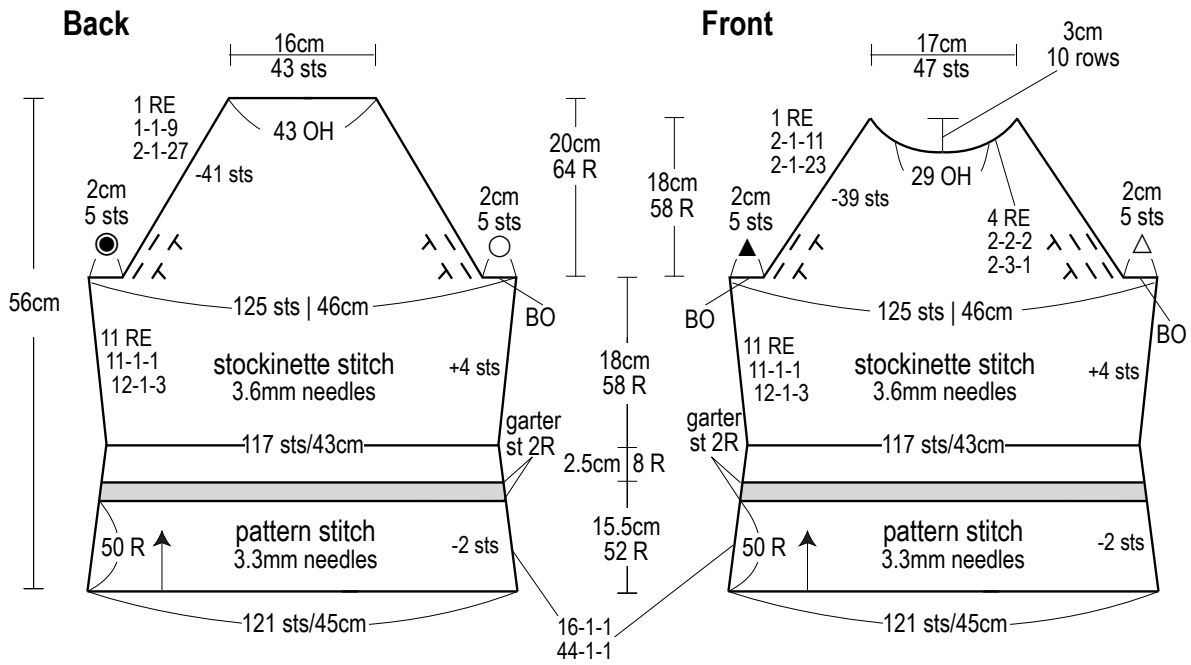 Back
16cm
43 sts
1 RE
1-1-9
2-1-27
43 OH
-41 sts
2cm
5 sts
2cm
5 sts
20cm
64 R
56cm
125 sts | 46cm
BO
11 RE
11-1-1
12-1-3
stockinette stitch
3.6mm needles
+4 sts
18cm
58 R
117 sts/43cm
garter
st 2R
2.5cm
8 R
50 R
pattern stitch
3.3mm needles
-2 sts
15.5cm
52 R
121 sts/45cm
16-1-1
44-1-1
Front
17cm
47 sts
3cm
10 rows
1 RE
2-1-11
2-1-23
29 OH
-39 sts
18cm
58 R
2cm
5 sts
4 RE
2-2-2
2-3-1
2cm
5 sts
BO
125 sts | 46cm
BO
11 RE
11-1-1
12-1-3
stockinette stitch
3.6mm needles
+4 sts
garter
st 2R
117 sts/43cm
50 R
pattern stitch
3.3mm needles
-2 sts
121 sts/45cm